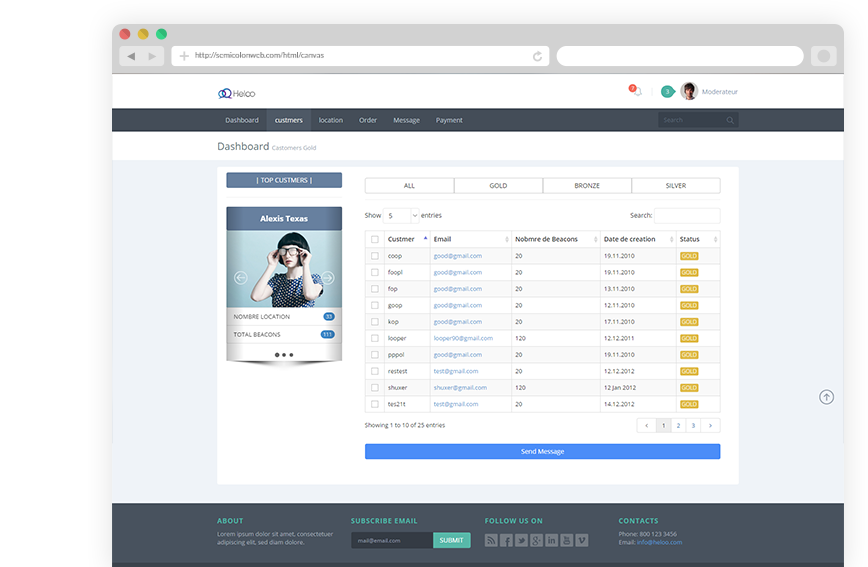 http://scmicolonweb.com/html/canvas
Heloo
7
3
Moderateur
Dashboard custmers location Order Message Payment
Search
Dashboard Costomers Gold
[ TOP CUSTMERS ]
Alexis Texas
NOMBRE LOCATION 33
TOTAL BEACONS 111
ALL GOLD BRONZE SILVER
Show 5 entries Search:
Custmer Email Nobmre de Beacons Date de creation Status
coop good@gmail.com 20 19.11.2010 GOLD
foopl good@gmail.com 20 19.11.2010 GOLD
fop good@gmail.com 20 13.11.2010 GOLD
goop good@gmail.com 20 12.11.2010 GOLD
kop good@gmail.com 20 17.11.2010 GOLD
looper looper90@gmail.com 120 12.12.2011 GOLD
pppol good@gmail.com 20 19.11.2010 GOLD
restest test@gmail.com 20 12.12.2012 GOLD
shuxer shuxer@gmail.com 120 12 Jan 2012 GOLD
tes21t test@gmail.com 20 14.12.2012 GOLD
Showing 1 to 10 of 25 entries
< 1 2 3 >
Send Message
ABOUT
Lorem ipsum dolor sit amet, consectetuer
adipiscing elit, sed diam dolore.
SUBSCRIBE EMAIL
mail@email.com SUBMIT
FOLLOW US ON
CONTACTS
Phone: 800 123 3456
Email: info@heloo.com